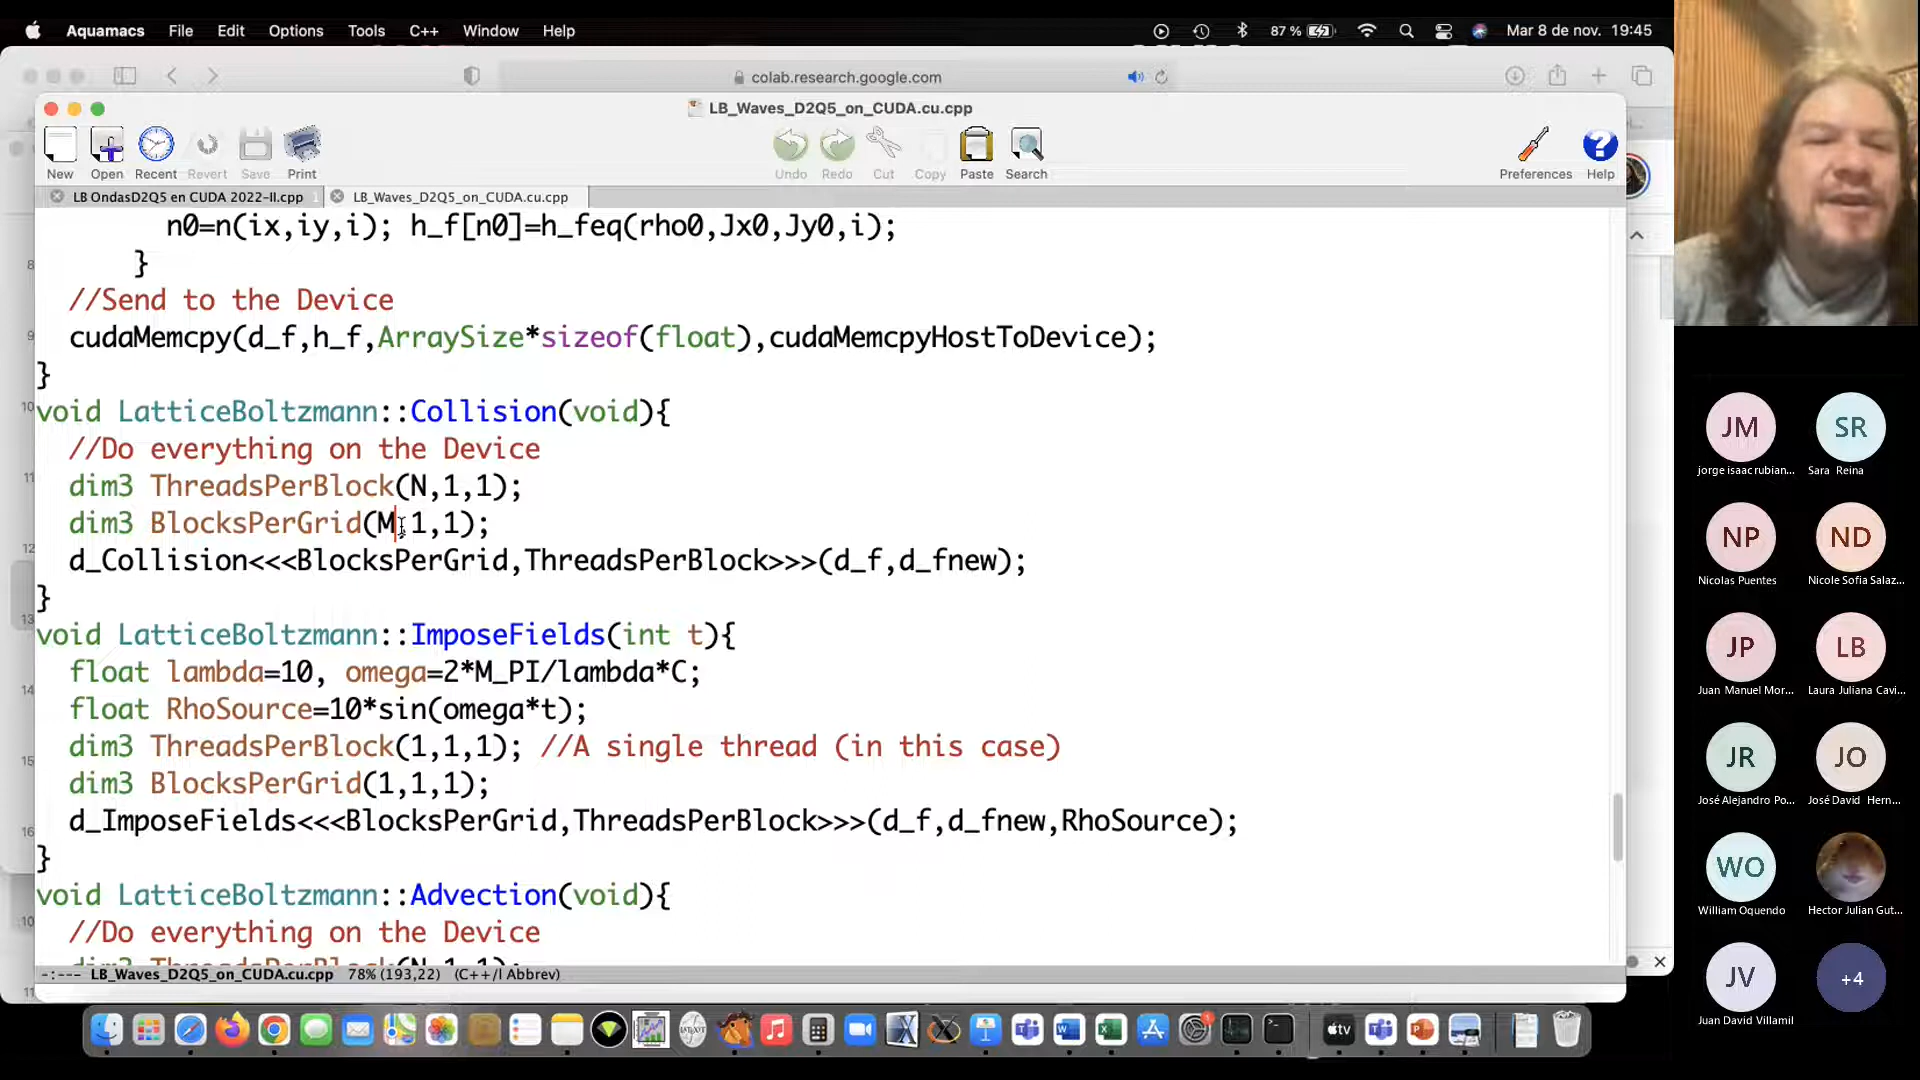 Aquamacs File Edit Options Tools C++ Window Help 87 % Mar 8 de nov. 19:45
colab.research.google.com
LB_Waves_D2Q5_on_CUDA.cu.cpp
New Open Recent Revert Save Print Undo Redo Cut Copy Paste Search Preferences Help
LB OndasD2Q5 en CUDA 2022-II.cpp LB_Waves_D2Q5_on_CUDA.cu.cpp
n0=n(ix,iy,i); h_f[n0]=h_feq(rho0,Jx0,Jy0,i);
}
//Send to the Device
cudaMemcpy(d_f,h_f,ArraySize*sizeof(float),cudaMemcpyHostToDevice);
}
void LatticeBoltzmann::Collision(void){
//Do everything on the Device
dim3 ThreadsPerBlock(N,1,1);
dim3 BlocksPerGrid(M,1,1);
d_Collision<<<BlocksPerGrid,ThreadsPerBlock>>>(d_f,d_fnew);
}
void LatticeBoltzmann::ImposeFields(int t){
float lambda=10, omega=2*M_PI/lambda*C;
float RhoSource=10*sin(omega*t);
dim3 ThreadsPerBlock(1,1,1); //A single thread (in this case)
dim3 BlocksPerGrid(1,1,1);
d_ImposeFields<<<BlocksPerGrid,ThreadsPerBlock>>>(d_f,d_fnew,RhoSource);
}
void LatticeBoltzmann::Advection(void){
//Do everything on the Device
dim3 ThreadsPerBlock(N,1,1);
-:--- LB_Waves_D2Q5_on_CUDA.cu.cpp 78% (193,22) (C++/l Abbrev)
JM SR
jorge isaac rubian... Sara Reina
NP ND
Nicolas Puentes Nicole Sofia Salaz...
JP LB
Juan Manuel Mor... Laura Juliana Cavi...
JR JO
José Alejandro Po... José David Hern...
WO
William Oquendo Hector Julian Gut...
JV +4
Juan David Villamil
tv